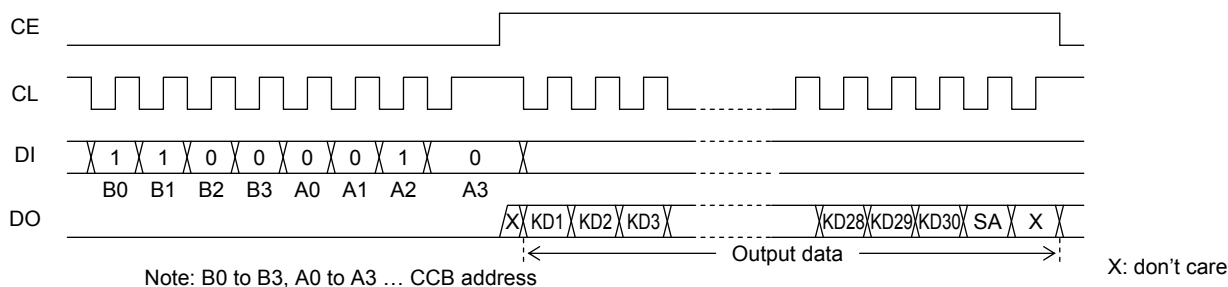 CE
CL
DI 1 1 0 0 0 0 1 0
B0 B1 B2 B3 A0 A1 A2 A3
DO X KD1 KD2 KD3 KD28 KD29 KD30 SA X
Output data
X: don't care
Note: B0 to B3, A0 to A3 … CCB address